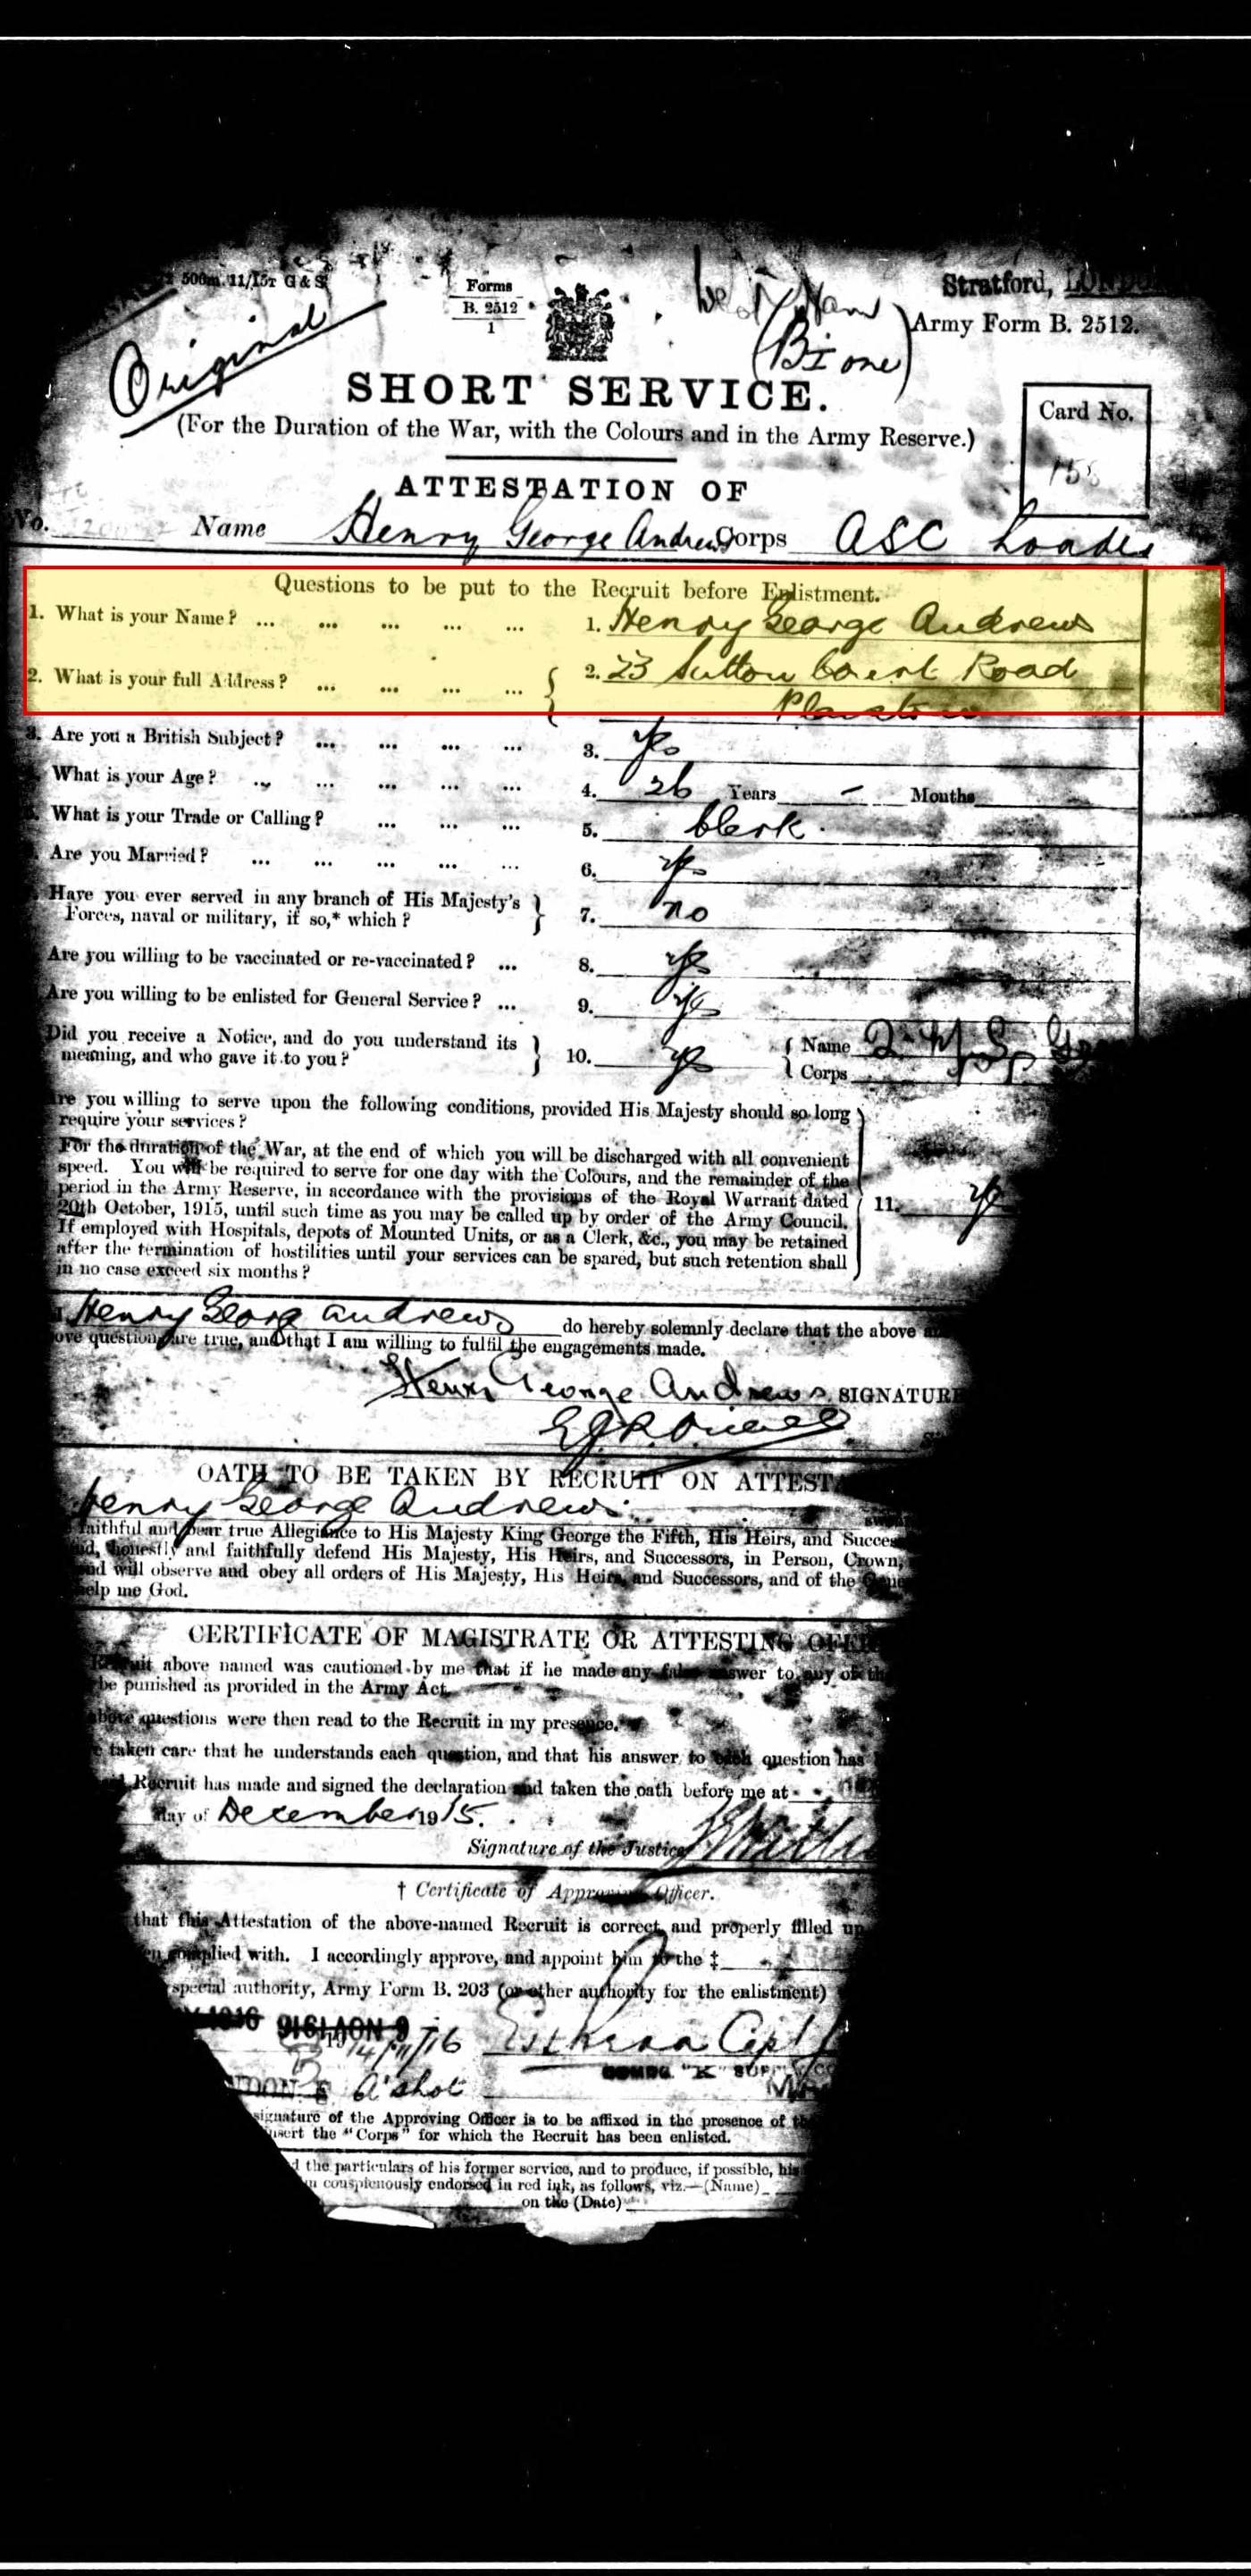 500m. 11/15T G & S
Forms
B. 2512
1
West Ham
Stratford, LONDON
Army Form B. 2512.
(BI one)
Original
SHORT SERVICE.
(For the Duration of the War, with the Colours and in the Army Reserve.)
Card No.
ATTESTATION OF
No. Name Henry George Andrews Corps ASC Loader
Questions to be put to the Recruit before Enlistment.
1. What is your Name? ... ... ... ... ... 1. Henry George Andrews
2. What is your full Address? ... ... ... ... { 2. 23 Sutton Court Road
Plaistow
3. Are you a British Subject? ... ... ... ... 3. Yes
What is your Age? ... ... ... ... ... 4. 26 Years — Months
What is your Trade or Calling? ... ... ... 5. Clerk.
Are you Married? ... ... ... ... ... 6. Yes
Have you ever served in any branch of His Majesty's
Forces, naval or military, if so,* which? } 7. no
Are you willing to be vaccinated or re-vaccinated? ... 8. Yes
Are you willing to be enlisted for General Service? ... 9. Yes
Did you receive a Notice, and do you understand its
meaning, and who gave it to you? } 10. yes { Name Q.M.S.
Corps
you willing to serve upon the following conditions, provided His Majesty should so long
require your services?
For the duration of the War, at the end of which you will be discharged with all convenient
speed. You will be required to serve for one day with the Colours, and the remainder of the
period in the Army Reserve, in accordance with the provisions of the Royal Warrant dated
20th October, 1915, until such time as you may be called up by order of the Army Council.
If employed with Hospitals, depots of Mounted Units, or as a Clerk, &c., you may be retained
after the termination of hostilities until your services can be spared, but such retention shall
in no case exceed six months?
11. yes
Henry George Andrews do hereby solemnly declare that the above
questions are true, and that I am willing to fulfil the engagements made.
Henry George Andrews SIGNATURE
OATH TO BE TAKEN BY RECRUIT ON ATTEST
Henry George Andrews
faithful and bear true Allegiance to His Majesty King George the Fifth, His Heirs, and Succes
honestly and faithfully defend His Majesty, His Heirs, and Successors, in Person, Crown,
will observe and obey all orders of His Majesty, His Heirs, and Successors, and of the
help me God.
CERTIFICATE OF MAGISTRATE OR ATTESTING OFF
Recruit above named was cautioned by me that if he made any false answer to any of
be punished as provided in the Army Act.
above questions were then read to the Recruit in my presence.
taken care that he understands each question, and that his answer to each question has
Recruit has made and signed the declaration and taken the oath before me at
day of December 1915.
Signature of the Justice
† Certificate of Approving Officer.
that this Attestation of the above-named Recruit is correct, and properly filled up
complied with. I accordingly approve, and appoint him to the ‡
special authority, Army Form B. 203 (or other authority for the enlistment)
9 NOV 1916
14/11/16 Capt
COMDG "K" SUPPLY CO
A'shot
signature of the Approving Officer is to be affixed in the presence of
insert the "Corps" for which the Recruit has been enlisted.
the particulars of his former service, and to produce, if possible, his
conspicuously endorsed in red ink, as follows, viz.—(Name)
on the (Date)